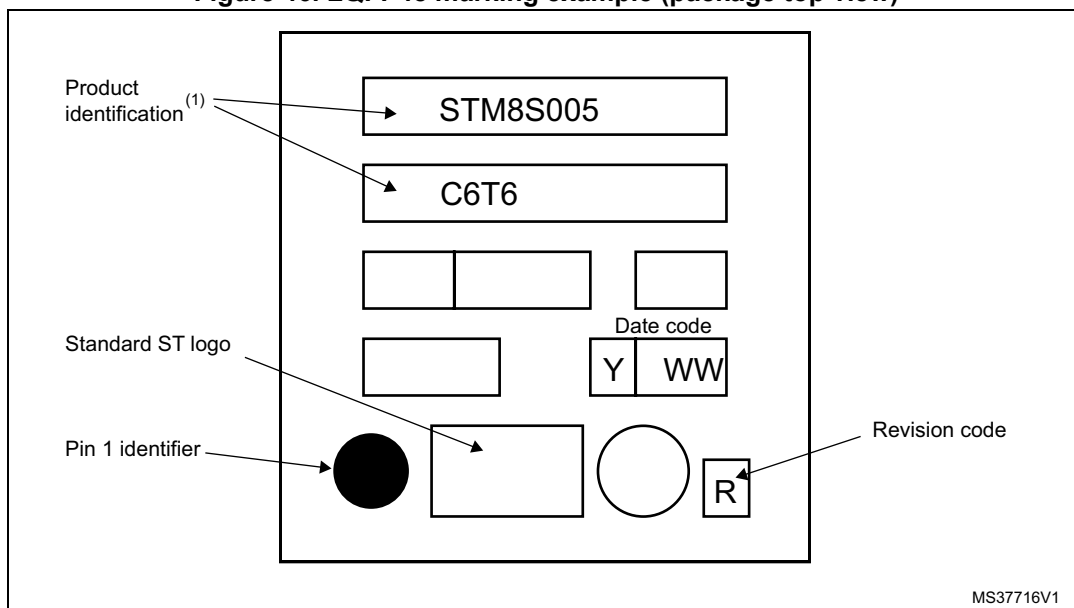 Product
identification (1)
STM8S005
C6T6
Date code
Standard ST logo
Y WW
Pin 1 identifier
Revision code
R
MS37716V1